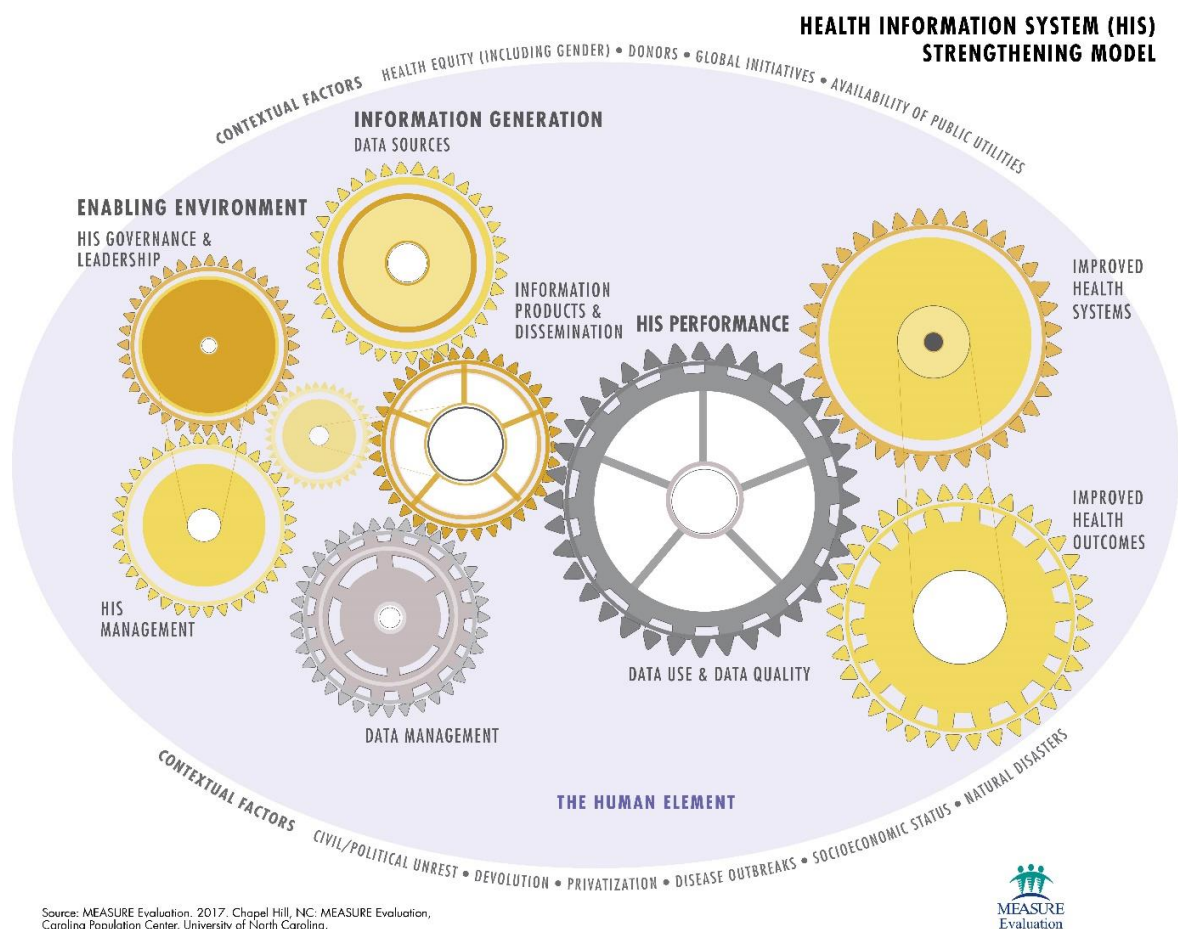 HEALTH INFORMATION SYSTEM (HIS)
STRENGTHENING MODEL
CONTEXTUAL FACTORS HEALTH EQUITY (INCLUDING GENDER) • DONORS • GLOBAL INITIATIVES • AVAILABILITY OF PUBLIC UTILITIES
INFORMATION GENERATION
DATA SOURCES
ENABLING ENVIRONMENT
HIS GOVERNANCE &
LEADERSHIP
INFORMATION
PRODUCTS &
DISSEMINATION
HIS PERFORMANCE
IMPROVED
HEALTH
SYSTEMS
IMPROVED
HEALTH
OUTCOMES
HIS
MANAGEMENT
DATA USE & DATA QUALITY
DATA MANAGEMENT
THE HUMAN ELEMENT
CONTEXTUAL FACTORS CIVIL/POLITICAL UNREST • DEVOLUTION • PRIVATIZATION • DISEASE OUTBREAKS • SOCIOECONOMIC STATUS • NATURAL DISASTERS
MEASURE
Evaluation
Source: MEASURE Evaluation. 2017. Chapel Hill, NC: MEASURE Evaluation,
Carolina Population Center, University of North Carolina.